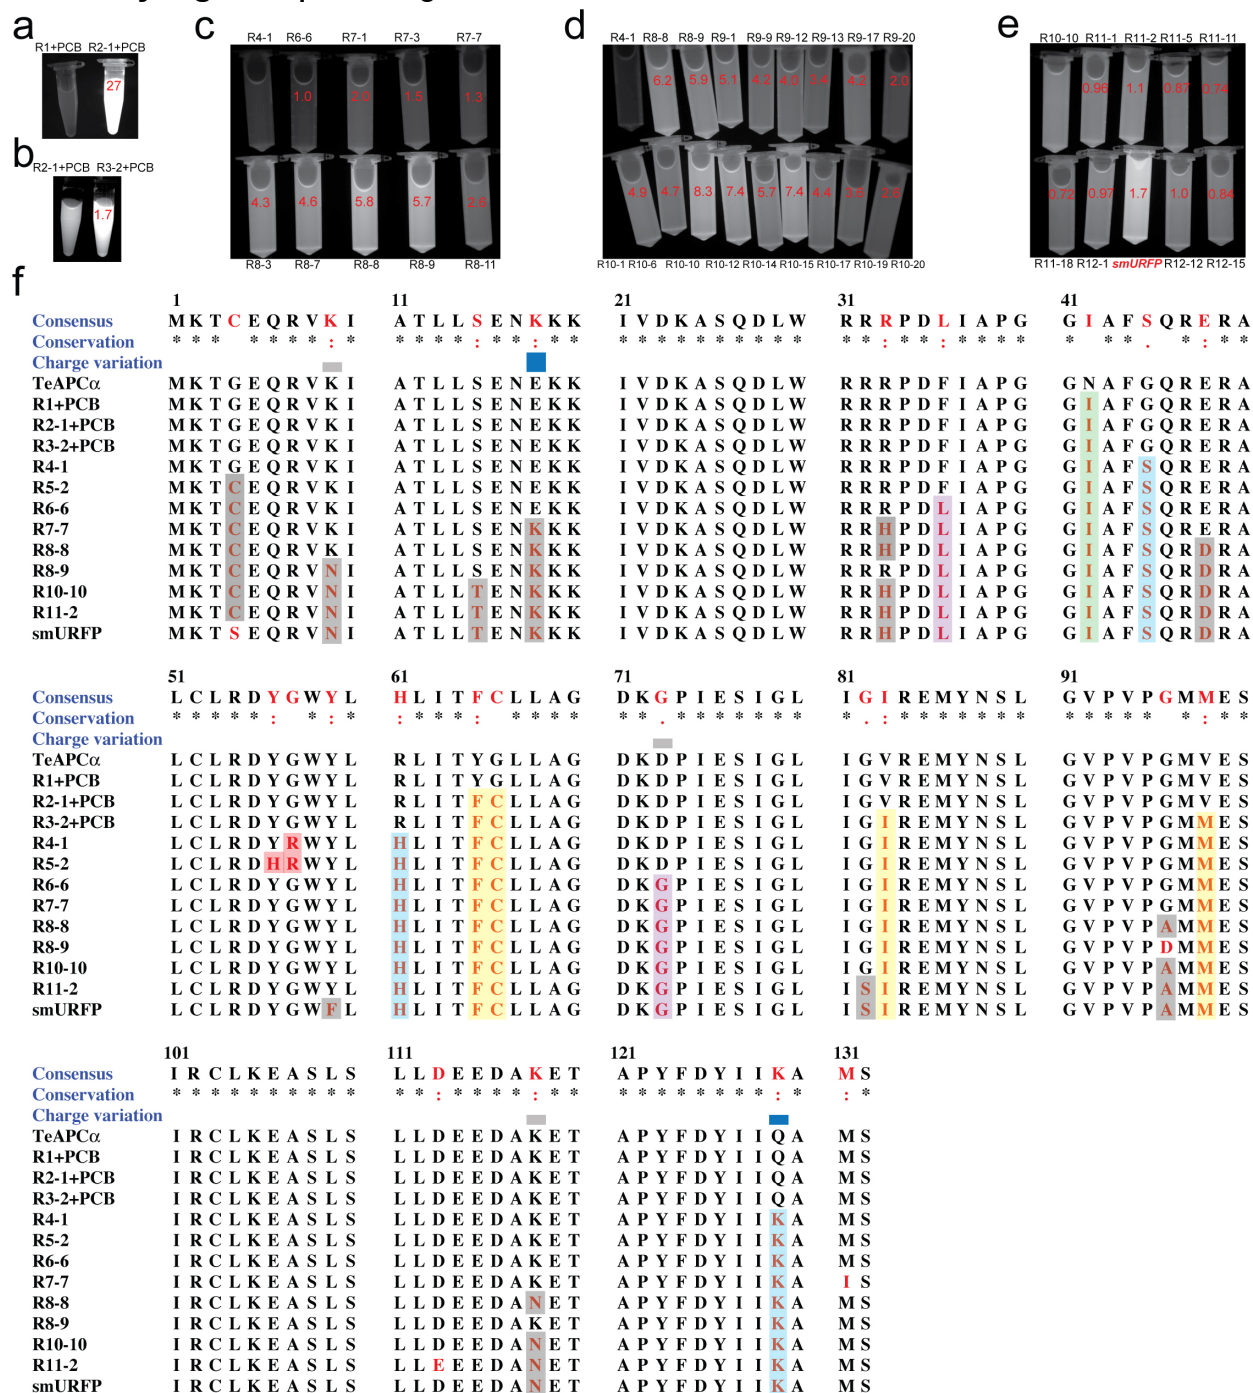 a
R1+PCB R2-1+PCB
27
b
R2-1+PCB R3-2+PCB
1.7
c
R4-1 R6-6 R7-1 R7-3 R7-7
1.0 2.0 1.5 1.3
4.3 4.6 5.8 5.7 2.6
R8-3 R8-7 R8-8 R8-9 R8-11
d
R4-1 R8-8 R8-9 R9-1 R9-9 R9-12 R9-13 R9-17 R9-20
6.2 5.9 5.1 4.2 4.2 2.0
4.9 4.7 8.3 7.4 5.7 7.4 4.4
R10-1 R10-6 R10-10 R10-12 R10-14 R10-15 R10-17 R10-19 R10-20
e
R10-10 R11-1 R11-2 R11-5 R11-11
0.96 1.1 0.87 0.74
0.72 0.97 1.7 1.0 0.84
R11-18 R12-1 smURFP R12-12 R12-15
f
1 11 21 31 41
Consensus M K T C E Q R V K I A T L L S E N K K K I V D K A S Q D L W R R R P D L I A P G G I A F S Q R E R A
Conservation * * * * * * * : * * * * * : * * : * * * * * * * * * * * * * * : * * : * * * * * * * . * * : * *
Charge variation
TeAPCα M K T G E Q R V K I A T L L S E N E K K I V D K A S Q D L W R R R P D F I A P G G N A F G Q R E R A
R1+PCB M K T G E Q R V K I A T L L S E N E K K I V D K A S Q D L W R R R P D F I A P G G I A F G Q R E R A
R2-1+PCB M K T G E Q R V K I A T L L S E N E K K I V D K A S Q D L W R R R P D F I A P G G I A F G Q R E R A
R3-2+PCB M K T G E Q R V K I A T L L S E N E K K I V D K A S Q D L W R R R P D F I A P G G I A F G Q R E R A
R4-1 M K T G E Q R V K I A T L L S E N E K K I V D K A S Q D L W R R R P D F I A P G G I A F S Q R E R A
R5-2 M K T C E Q R V K I A T L L S E N E K K I V D K A S Q D L W R R R P D F I A P G G I A F S Q R E R A
R6-6 M K T C E Q R V K I A T L L S E N E K K I V D K A S Q D L W R R R P D L I A P G G I A F S Q R E R A
R7-7 M K T C E Q R V K I A T L L S E N K K K I V D K A S Q D L W R R H P D L I A P G G I A F S Q R E R A
R8-8 M K T C E Q R V K I A T L L S E N K K K I V D K A S Q D L W R R H P D L I A P G G I A F S Q R D R A
R8-9 M K T C E Q R V N I A T L L S E N K K K I V D K A S Q D L W R R R P D L I A P G G I A F S Q R D R A
R10-10 M K T C E Q R V N I A T L L T E N K K K I V D K A S Q D L W R R H P D L I A P G G I A F S Q R D R A
R11-2 M K T C E Q R V N I A T L L T E N K K K I V D K A S Q D L W R R H P D L I A P G G I A F S Q R D R A
smURFP M K T S E Q R V N I A T L L T E N K K K I V D K A S Q D L W R R H P D L I A P G G I A F S Q R D R A
51 61 71 81 91
Consensus L C L R D Y G W Y L H L I T F C L L A G D K G P I E S I G L I G I R E M Y N S L G V P V P G M M E S
Conservation * * * * * : * : * : * * * : * * * * * * . * * * * * * * * . : * * * * * * * * * * * * * : * *
Charge variation
TeAPCα L C L R D Y G W Y L R L I T Y G L L A G D K D P I E S I G L I G V R E M Y N S L G V P V P G M V E S
R1+PCB L C L R D Y G W Y L R L I T Y G L L A G D K D P I E S I G L I G V R E M Y N S L G V P V P G M V E S
R2-1+PCB L C L R D Y G W Y L R L I T F C L L A G D K D P I E S I G L I G V R E M Y N S L G V P V P G M V E S
R3-2+PCB L C L R D Y G W Y L R L I T F C L L A G D K D P I E S I G L I G I R E M Y N S L G V P V P G M M E S
R4-1 L C L R D Y R W Y L H L I T F C L L A G D K D P I E S I G L I G I R E M Y N S L G V P V P G M M E S
R5-2 L C L R D H R W Y L H L I T F C L L A G D K D P I E S I G L I G I R E M Y N S L G V P V P G M M E S
R6-6 L C L R D Y G W Y L H L I T F C L L A G D K G P I E S I G L I G I R E M Y N S L G V P V P G M M E S
R7-7 L C L R D Y G W Y L H L I T F C L L A G D K G P I E S I G L I G I R E M Y N S L G V P V P G M M E S
R8-8 L C L R D Y G W Y L H L I T F C L L A G D K G P I E S I G L I G I R E M Y N S L G V P V P A M M E S
R8-9 L C L R D Y G W Y L H L I T F C L L A G D K G P I E S I G L I G I R E M Y N S L G V P V P D M M E S
R10-10 L C L R D Y G W Y L H L I T F C L L A G D K G P I E S I G L I G I R E M Y N S L G V P V P A M M E S
R11-2 L C L R D Y G W Y L H L I T F C L L A G D K G P I E S I G L I S I R E M Y N S L G V P V P A M M E S
smURFP L C L R D Y G W F L H L I T F C L L A G D K G P I E S I G L I S I R E M Y N S L G V P V P A M M E S
101 111 121 131
Consensus I R C L K E A S L S L L D E E D A K E T A P Y F D Y I I K A M S
Conservation * * * * * * * * * * * * : * * * * : * * * * * * * * * * : * : *
Charge variation
TeAPCα I R C L K E A S L S L L D E E D A K E T A P Y F D Y I I Q A M S
R1+PCB I R C L K E A S L S L L D E E D A K E T A P Y F D Y I I Q A M S
R2-1+PCB I R C L K E A S L S L L D E E D A K E T A P Y F D Y I I Q A M S
R3-2+PCB I R C L K E A S L S L L D E E D A K E T A P Y F D Y I I Q A M S
R4-1 I R C L K E A S L S L L D E E D A K E T A P Y F D Y I I K A M S
R5-2 I R C L K E A S L S L L D E E D A K E T A P Y F D Y I I K A M S
R6-6 I R C L K E A S L S L L D E E D A K E T A P Y F D Y I I K A M S
R7-7 I R C L K E A S L S L L D E E D A K E T A P Y F D Y I I K A I S
R8-8 I R C L K E A S L S L L D E E D A N E T A P Y F D Y I I K A M S
R8-9 I R C L K E A S L S L L D E E D A K E T A P Y F D Y I I K A M S
R10-10 I R C L K E A S L S L L D E E D A N E T A P Y F D Y I I K A M S
R11-2 I R C L K E A S L S L L E E E D A N E T A P Y F D Y I I K A M S
smURFP I R C L K E A S L S L L D E E D A N E T A P Y F D Y I I K A M S